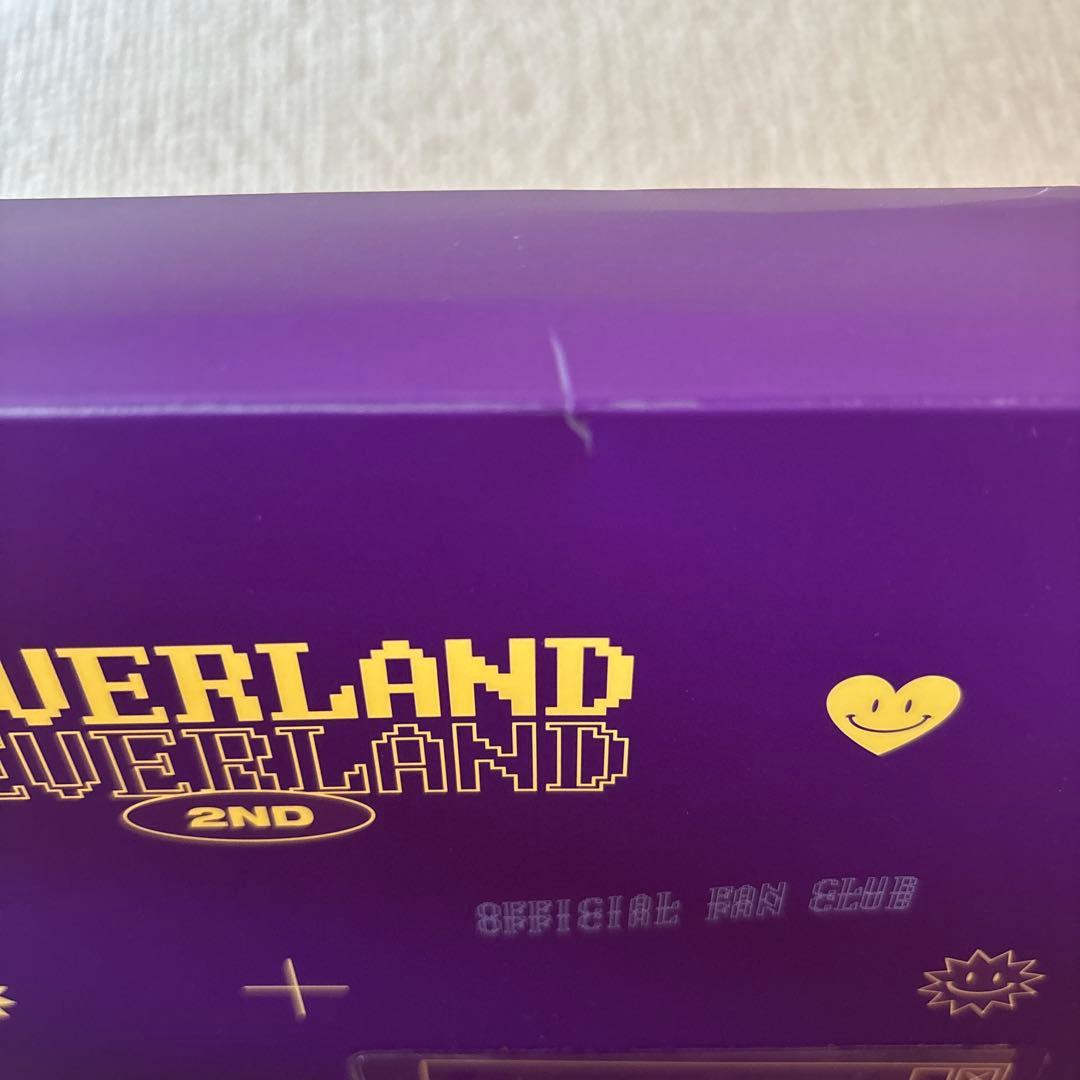 VERLAND
EVERLAND
2ND
OFFICIAL FAN CLUB